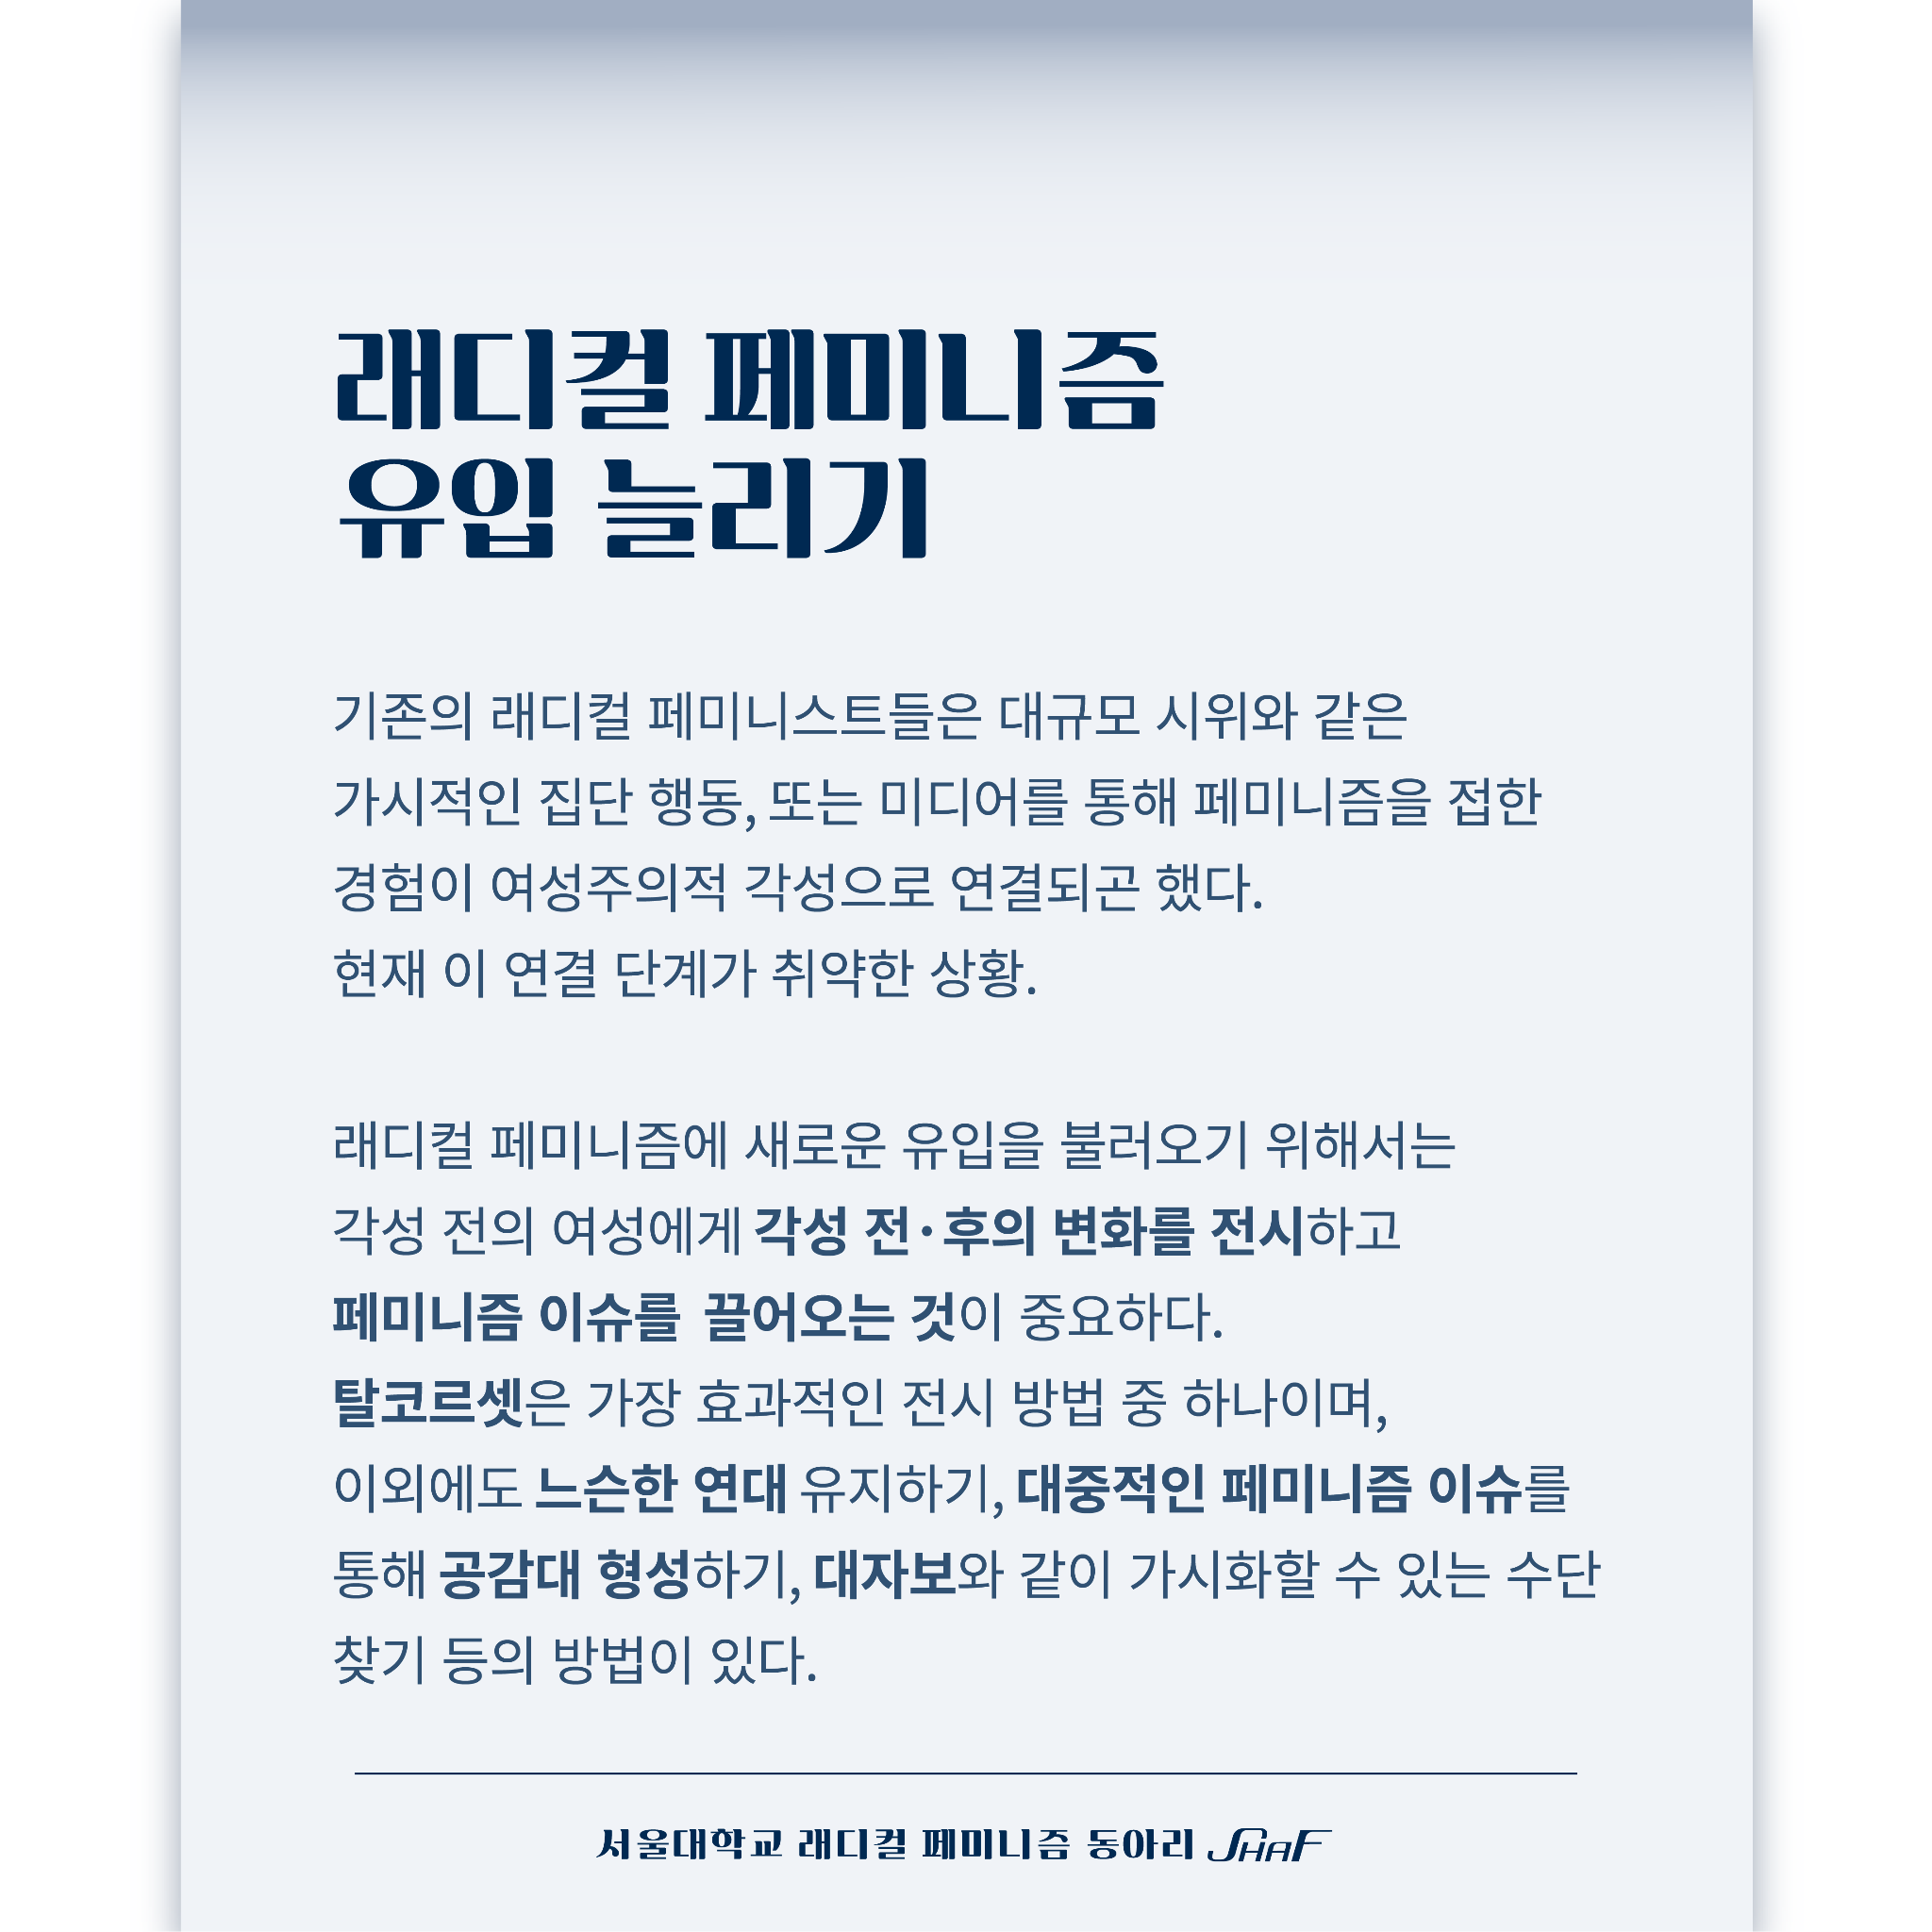 래디컬 페미니즘
유입 늘리기
기존의 래디컬 페미니스트들은 대규모 시위와 같은
가시적인 집단 행동, 또는 미디어를 통해 페미니즘을 접한
경험이 여성주의적 각성으로 연결되곤 했다.
현재 이 연결 단계가 취약한 상황.
래디컬 페미니즘에 새로운 유입을 불러오기 위해서는
각성 전의 여성에게 각성 전·후의 변화를 전시하고
페미니즘 이슈를 끌어오는 것이 중요하다.
탈코르셋은 가장 효과적인 전시 방법 중 하나이며,
이외에도 느슨한 연대 유지하기, 대중적인 페미니즘 이슈를
통해 공감대 형성하기, 대자보와 같이 가시화할 수 있는 수단
찾기 등의 방법이 있다.
서울대학교 래디컬 페미니즘 동아리 SHAF